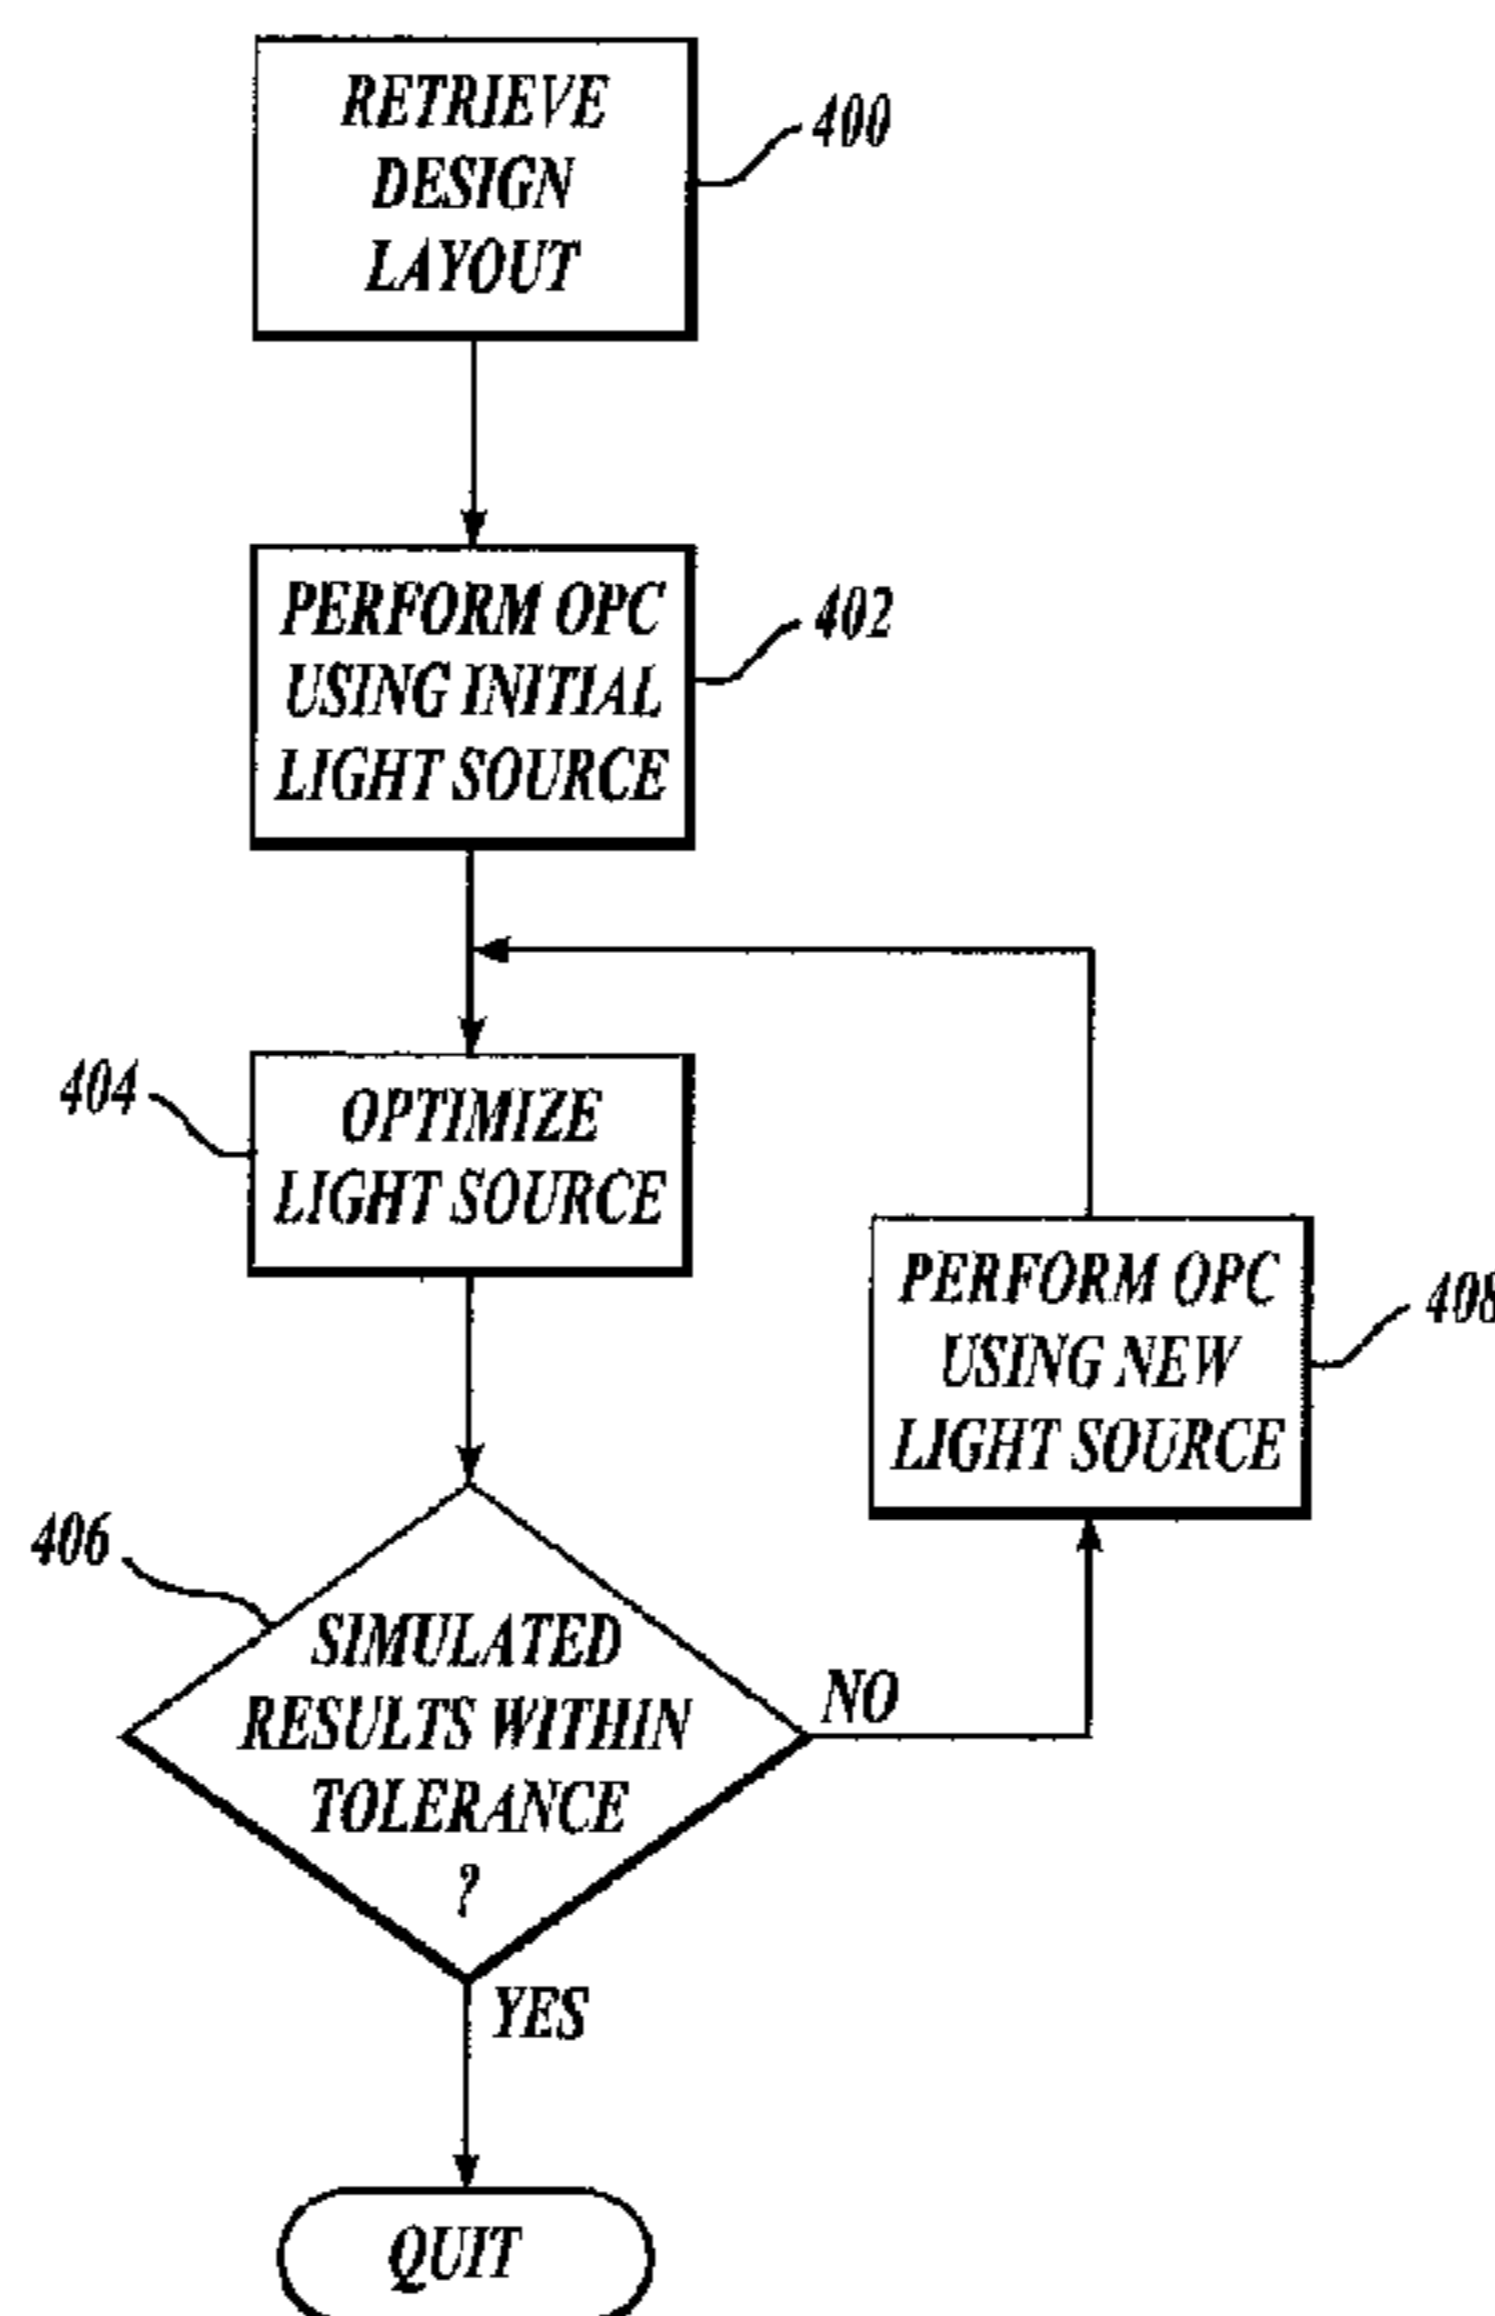 RETRIEVE
DESIGN
LAYOUT
400
PERFORM OPC
USING INITIAL
LIGHT SOURCE
402
404
OPTIMIZE
LIGHT SOURCE
PERFORM OPC
USING NEW
LIGHT SOURCE
408
406
SIMULATED
RESULTS WITHIN
TOLERANCE
?
NO
YES
QUIT